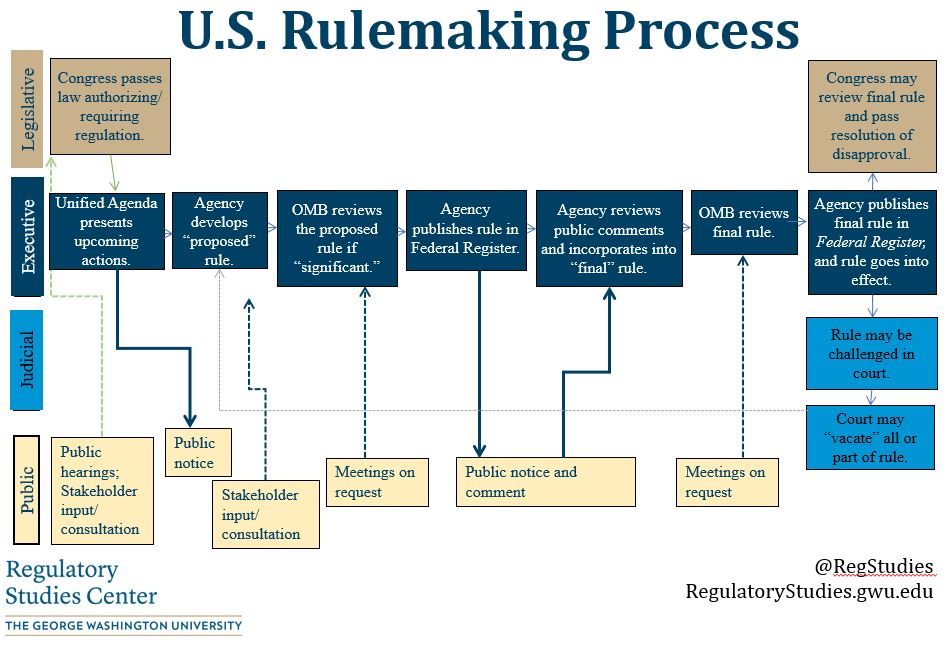 U.S. Rulemaking Process
Legislative
Congress passes
law authorizing/
requiring
regulation.
Congress may
review final rule
and pass
resolution of
disapproval.
Executive
Unified Agenda
presents
upcoming
actions.
Agency
develops
“proposed”
rule.
OMB reviews
the proposed
rule if
“significant.”
Agency
publishes rule in
Federal Register.
Agency reviews
public comments
and incorporates into
“final” rule.
OMB reviews
final rule.
Agency publishes
final rule in
Federal Register,
and rule goes into
effect.
Judicial
Rule may be
challenged in
court.
Court may
“vacate” all or
part of rule.
Public
Public
hearings;
Stakeholder
input/
consultation
Public
notice
Stakeholder
input/
consultation
Meetings on
request
Public notice and
comment
Meetings on
request
Regulatory
Studies Center
THE GEORGE WASHINGTON UNIVERSITY
@RegStudies
RegulatoryStudies.gwu.edu